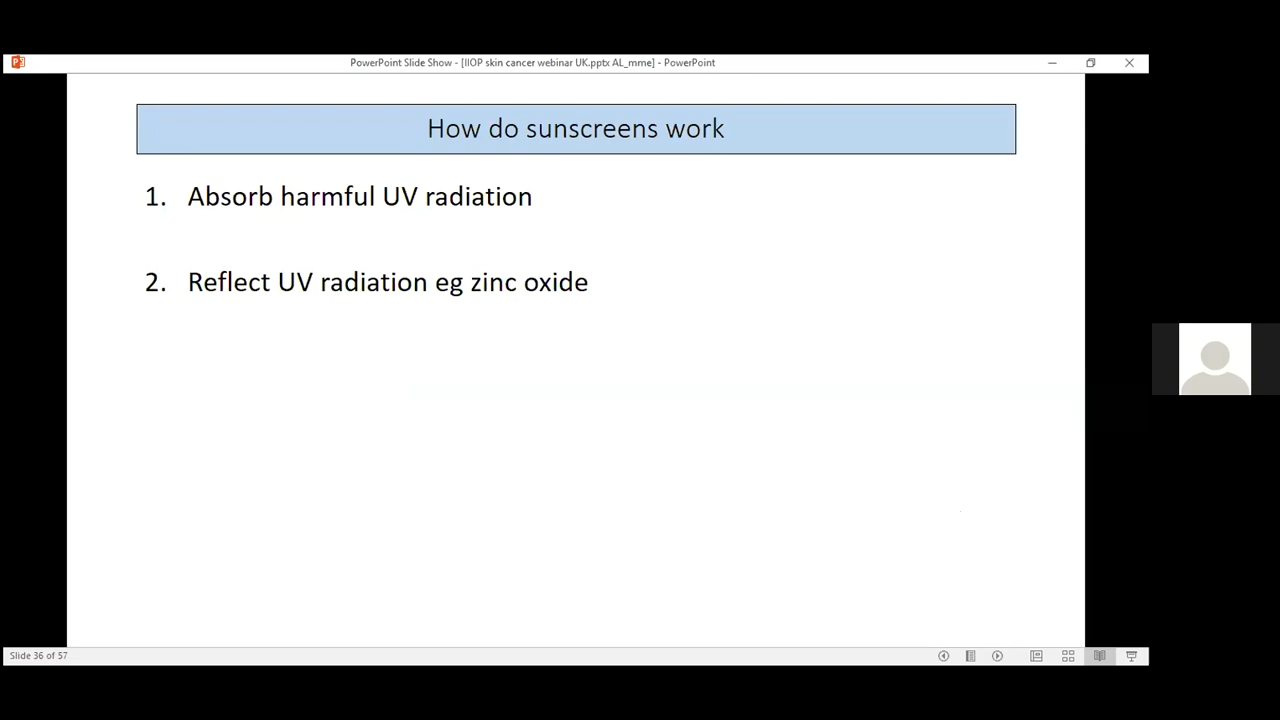 PowerPoint Slide Show - [IIOP skin cancer webinar UK.pptx AL_mme] - PowerPoint
How do sunscreens work
1. Absorb harmful UV radiation
2. Reflect UV radiation eg zinc oxide
Slide 36 of 57